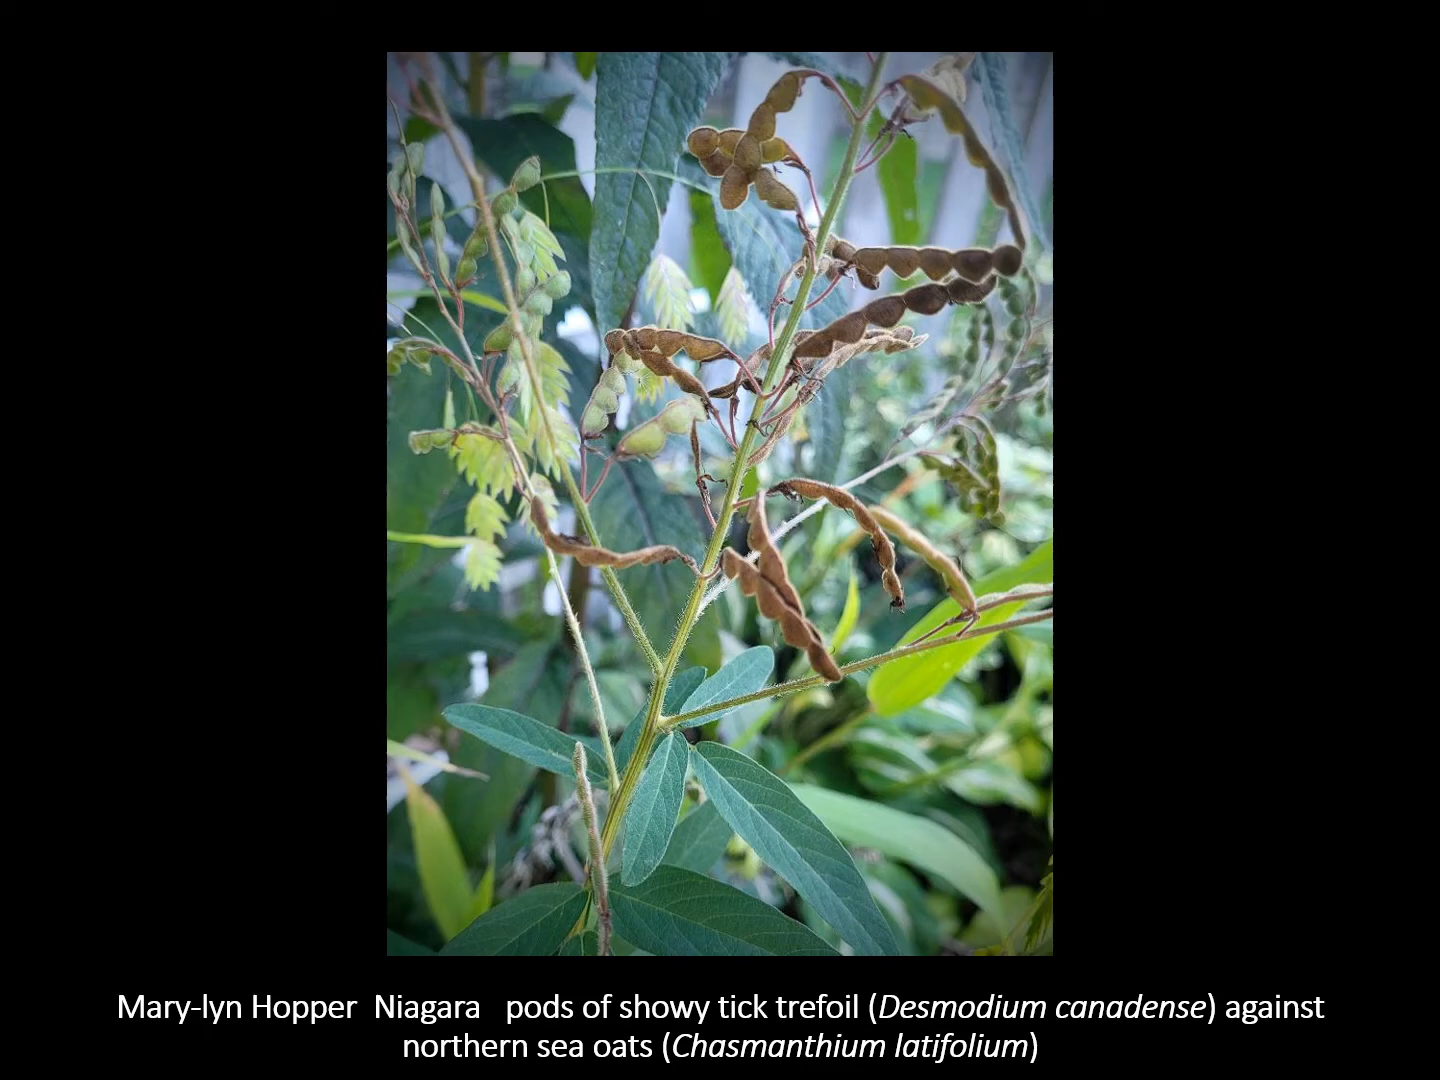 Mary-lyn Hopper  Niagara   pods of showy tick trefoil (Desmodium canadense) against
northern sea oats (Chasmanthium latifolium)